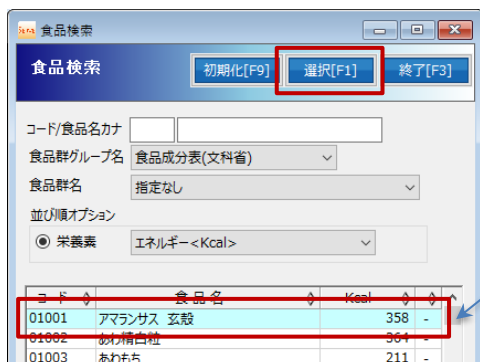 食品検索
食品検索 初期化[F9] 選択[F1] 終了[F3]
コード/食品名カナ
食品群グループ名 食品成分表(文科省)
食品群名 指定なし
並び順オプション
栄養素 エネルギー<Kcal>
コード 食品名 Kcal
01001 アマランサス 玄穀 358 -
01002 あわ精白粒 364 -
01003 あわもち 211 -